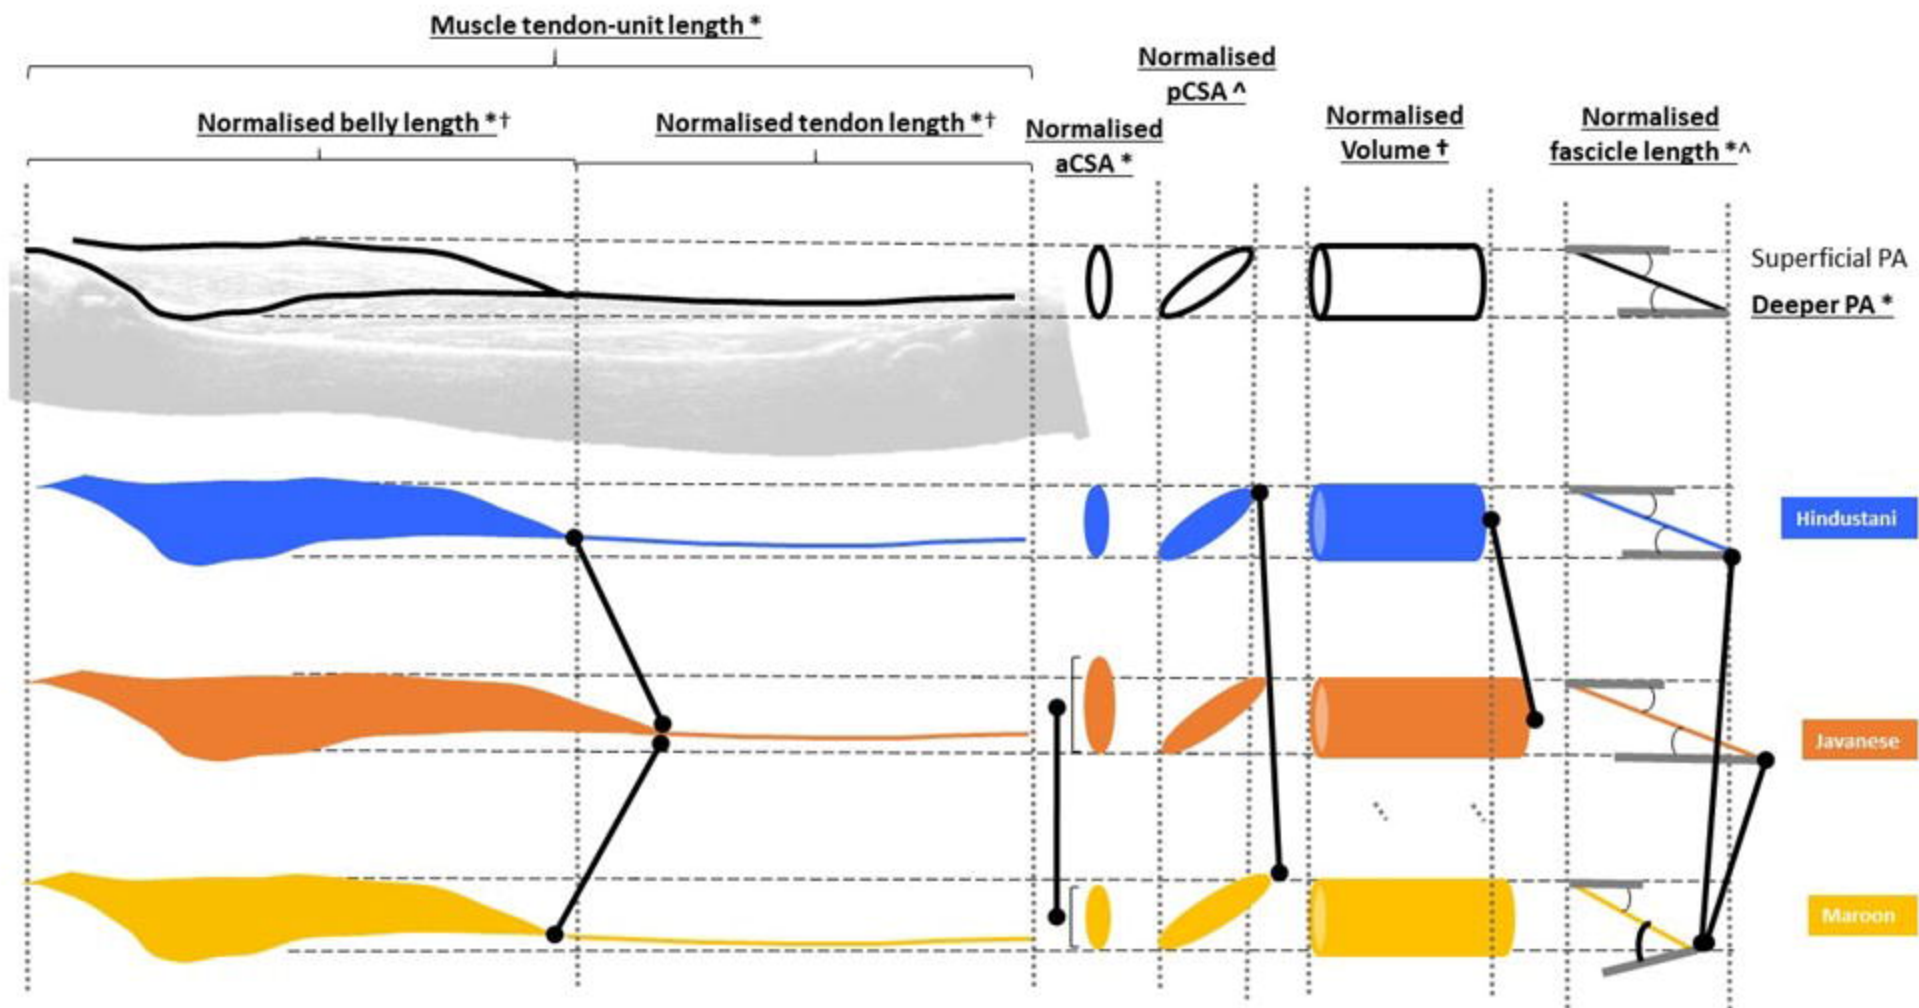 Muscle tendon-unit length *
Normalised belly length *†
Normalised tendon length *†
Normalised
aCSA *
Normalised
pCSA ^
Normalised
Volume †
Normalised
fascicle length *^
Superficial PA
Deeper PA *
Hindustani
Javanese
Maroon